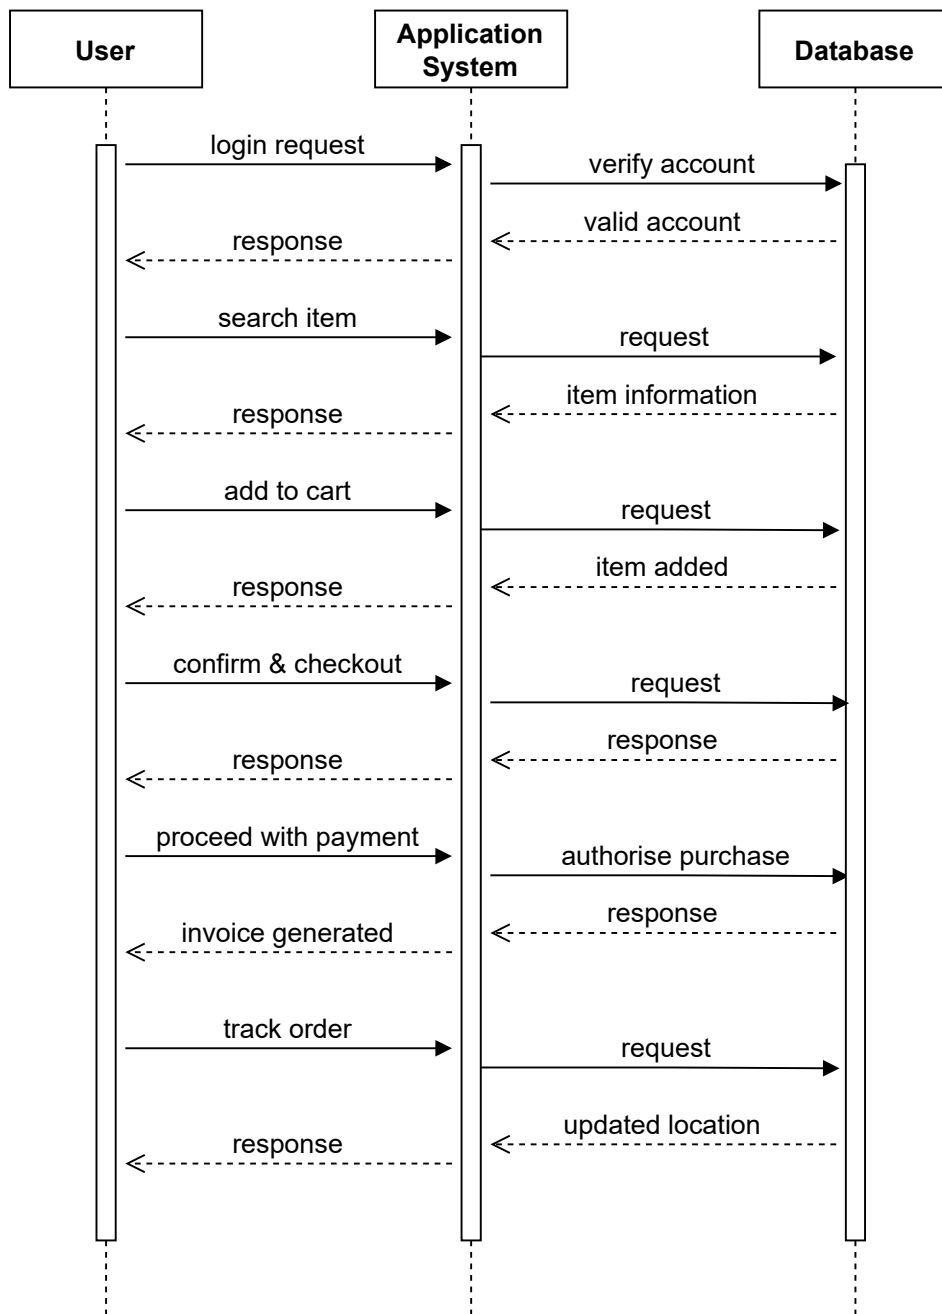 User
Application
System
Database
login request
verify account
valid account
response
search item
request
item information
response
add to cart
request
item added
response
confirm & checkout
request
response
response
proceed with payment
authorise purchase
response
invoice generated
track order
request
updated location
response